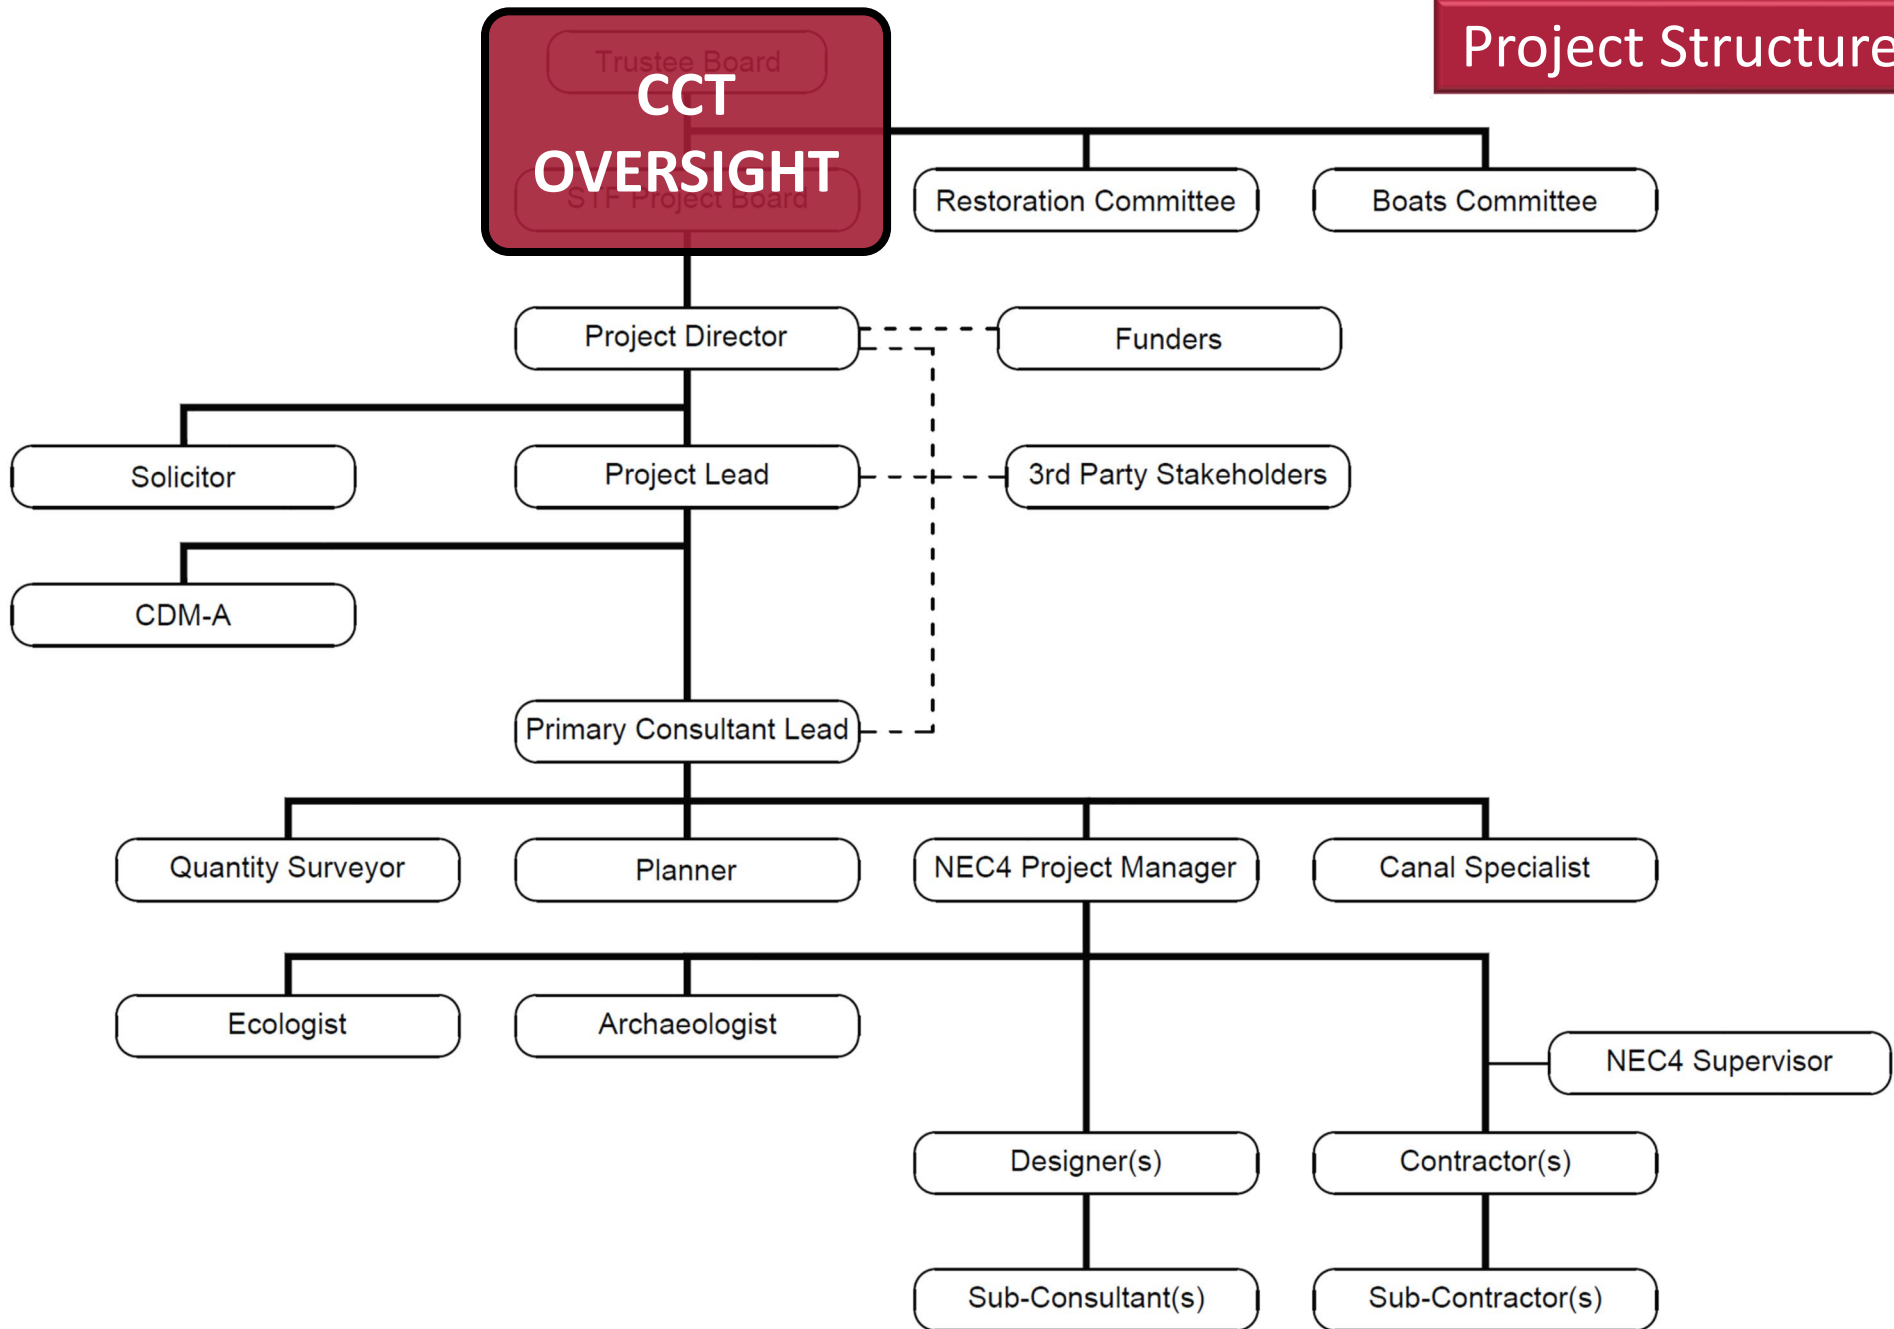 Project Structure
Trustee Board
CCT
OVERSIGHT
STF Project Board
Restoration Committee
Boats Committee
Project Director
Funders
Solicitor
Project Lead
3rd Party Stakeholders
CDM-A
Primary Consultant Lead
Quantity Surveyor
Planner
NEC4 Project Manager
Canal Specialist
Ecologist
Archaeologist
NEC4 Supervisor
Designer(s)
Contractor(s)
Sub-Consultant(s)
Sub-Contractor(s)